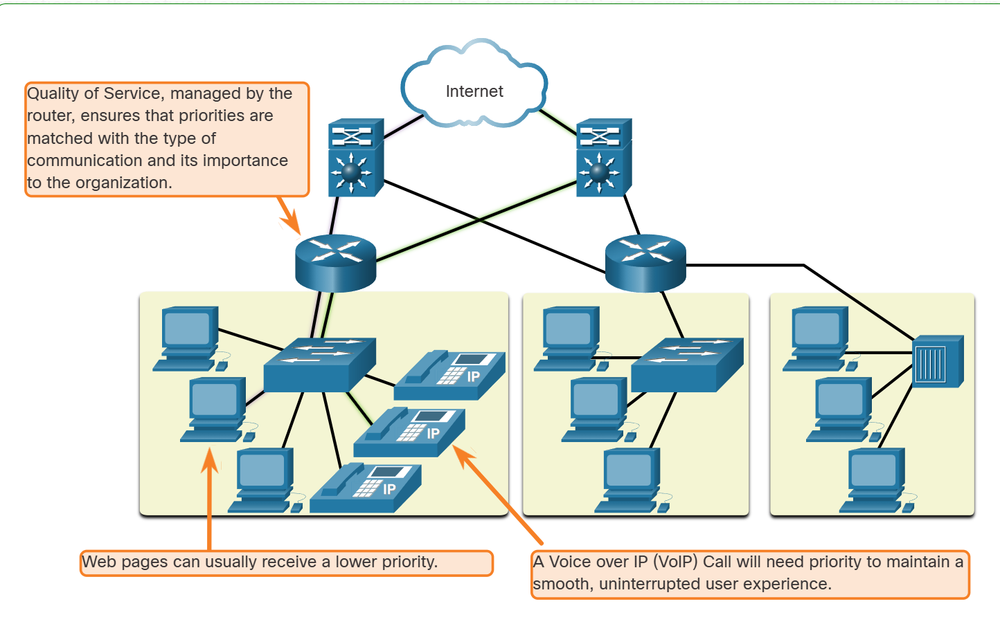 Internet
Quality of Service, managed by the
router, ensures that priorities are
matched with the type of
communication and its importance
to the organization.
IP
IP
IP
Web pages can usually receive a lower priority.
A Voice over IP (VoIP) Call will need priority to maintain a
smooth, uninterrupted user experience.